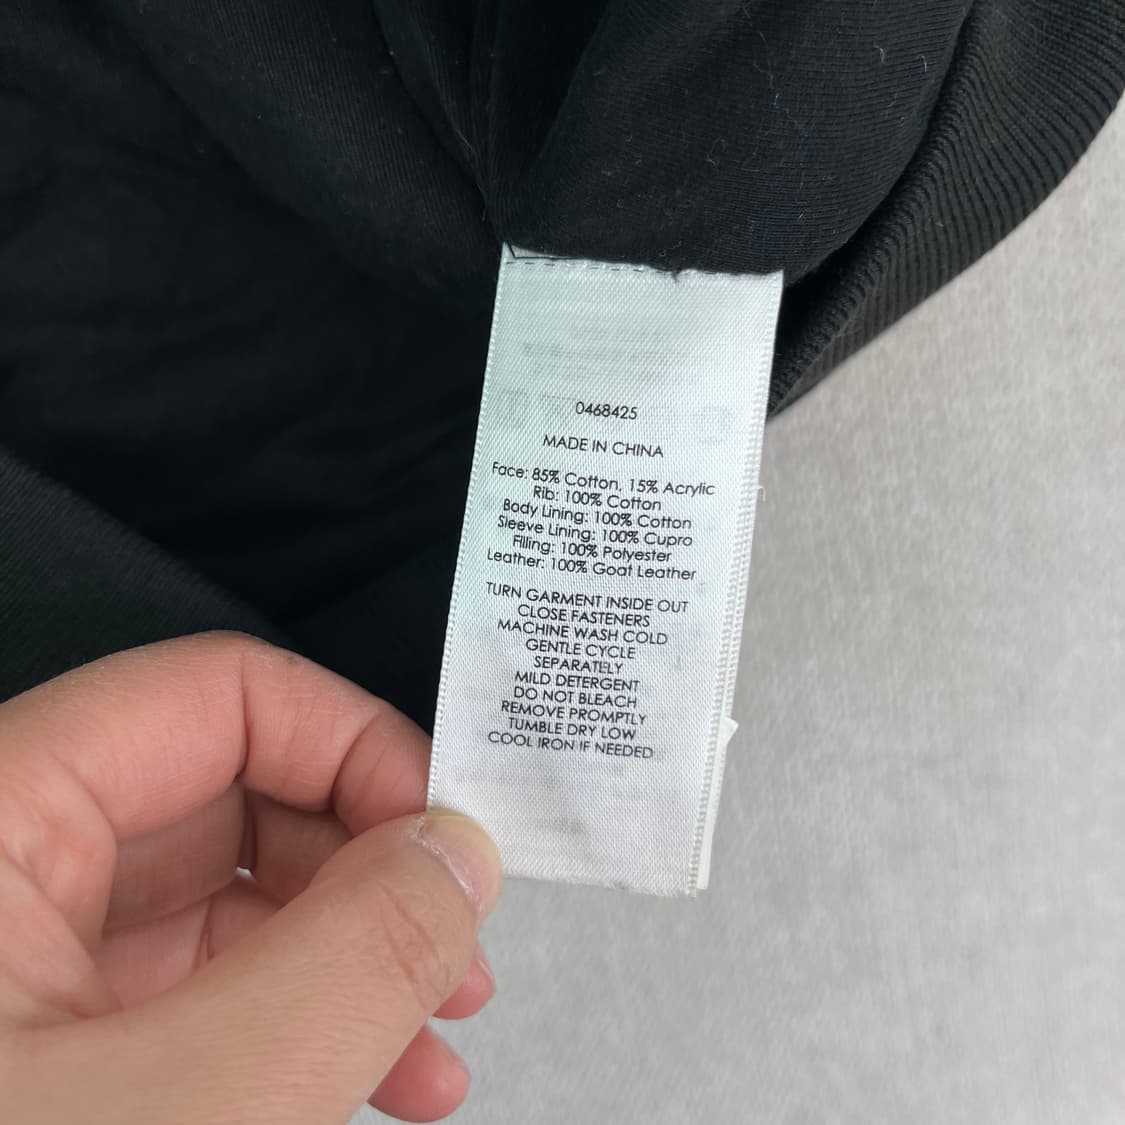 0468425
MADE IN CHINA
Face: 85% Cotton, 15% Acrylic
Rib: 100% Cotton
Body Lining: 100% Cotton
Sleeve Lining: 100% Cupro
Filling: 100% Polyester
Leather: 100% Goat Leather
TURN GARMENT INSIDE OUT
CLOSE FASTENERS
MACHINE WASH COLD
GENTLE CYCLE
SEPARATELY
MILD DETERGENT
DO NOT BLEACH
REMOVE PROMPTLY
TUMBLE DRY LOW
COOL IRON IF NEEDED